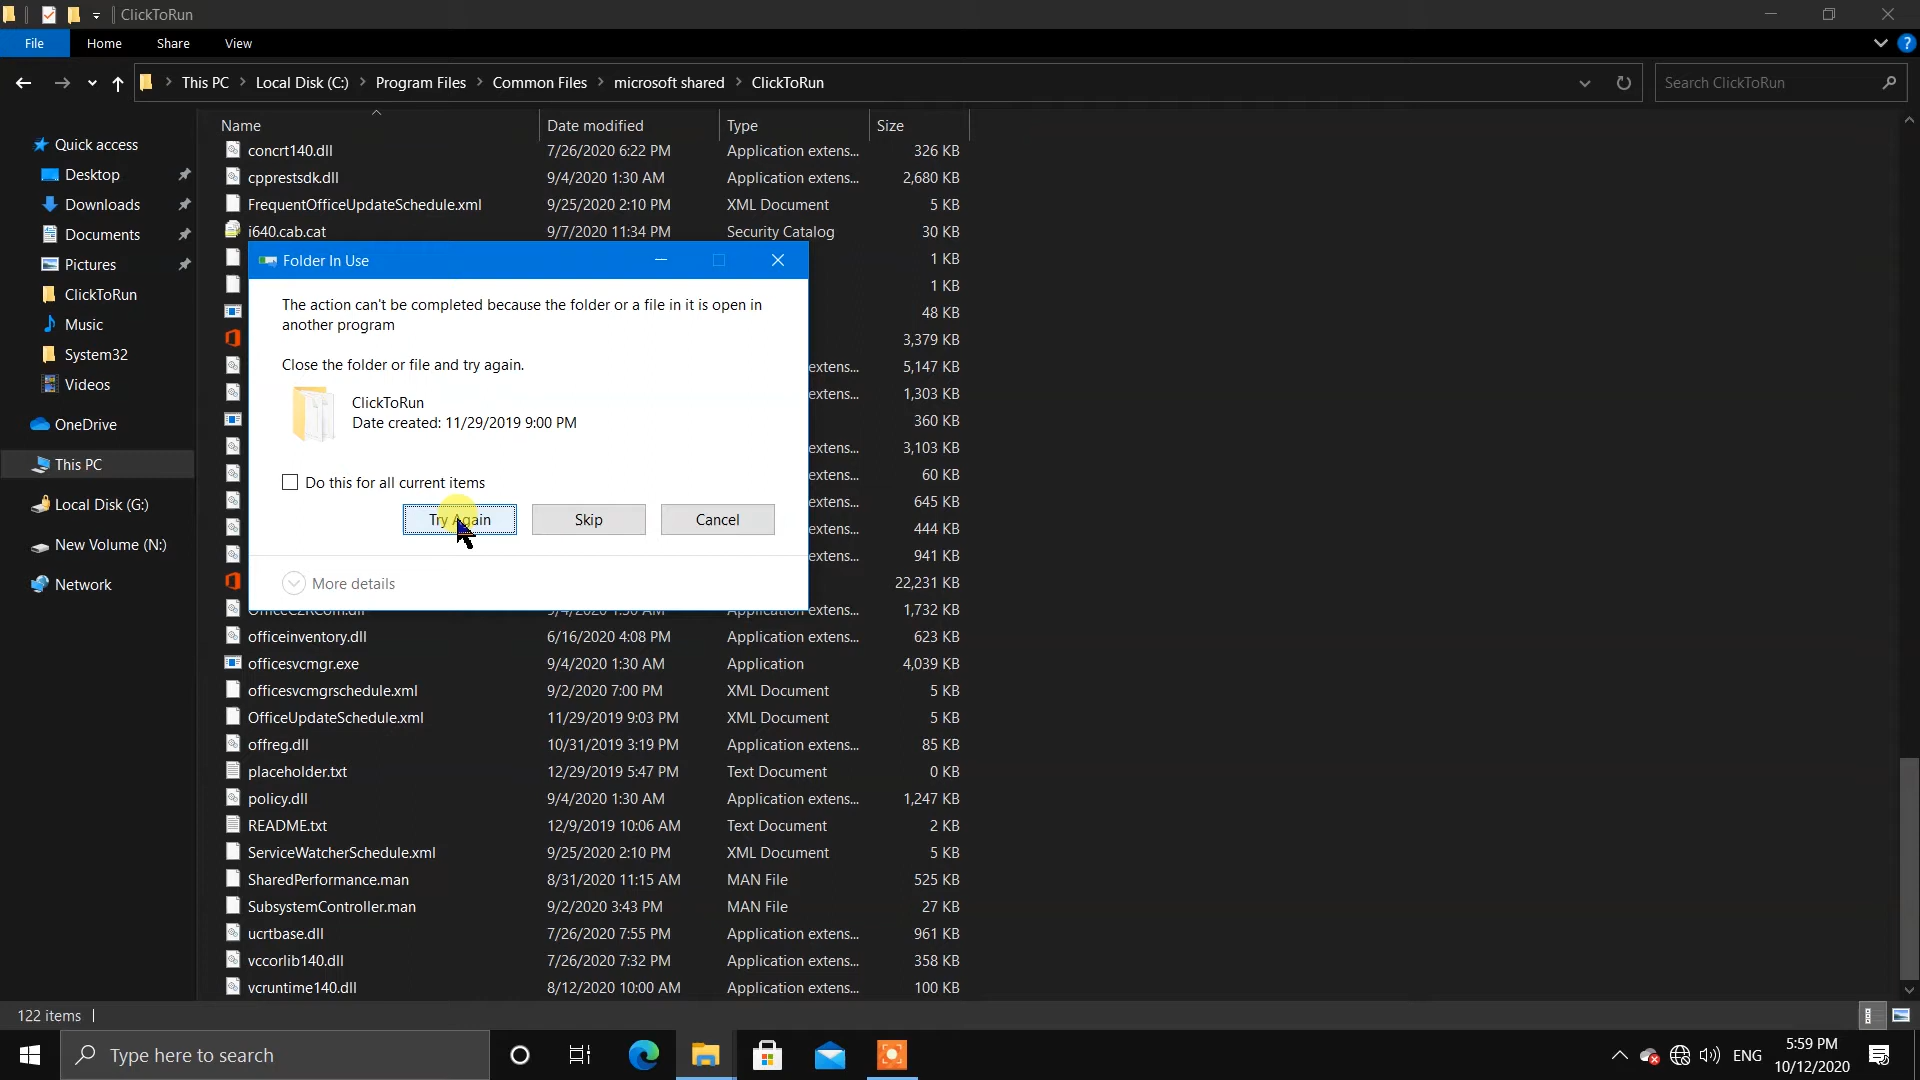 ClickToRun
File Home Share View
This PC Local Disk (C:) Program Files Common Files microsoft shared ClickToRun
Search ClickToRun
Name Date modified Type Size
Quick access
Desktop
Downloads
Documents
Pictures
ClickToRun
Music
System32
Videos
OneDrive
This PC
Local Disk (G:)
New Volume (N:)
Network
concrt140.dll 7/26/2020 6:22 PM Application extens... 326 KB
cpprestsdk.dll 9/4/2020 1:30 AM Application extens... 2,680 KB
FrequentOfficeUpdateSchedule.xml 9/25/2020 2:10 PM XML Document 5 KB
i640.cab.cat 9/7/2020 11:34 PM Security Catalog 30 KB
1 KB
1 KB
48 KB
3,379 KB
extens... 5,147 KB
extens... 1,303 KB
360 KB
extens... 3,103 KB
extens... 60 KB
extens... 645 KB
extens... 444 KB
extens... 941 KB
22,231 KB
extens... 1,732 KB
Folder In Use
The action can't be completed because the folder or a file in it is open in
another program
Close the folder or file and try again.
ClickToRun
Date created: 11/29/2019 9:00 PM
Do this for all current items
Try Again Skip Cancel
More details
officeinventory.dll 6/16/2020 4:08 PM Application extens... 623 KB
officesvcmgr.exe 9/4/2020 1:30 AM Application 4,039 KB
officesvcmgrschedule.xml 9/2/2020 7:00 PM XML Document 5 KB
OfficeUpdateSchedule.xml 11/29/2019 9:03 PM XML Document 5 KB
offreg.dll 10/31/2019 3:19 PM Application extens... 85 KB
placeholder.txt 12/29/2019 5:47 PM Text Document 0 KB
policy.dll 9/4/2020 1:30 AM Application extens... 1,247 KB
README.txt 12/9/2019 10:06 AM Text Document 2 KB
ServiceWatcherSchedule.xml 9/25/2020 2:10 PM XML Document 5 KB
SharedPerformance.man 8/31/2020 11:15 AM MAN File 525 KB
SubsystemController.man 9/2/2020 3:43 PM MAN File 27 KB
ucrtbase.dll 7/26/2020 7:55 PM Application extens... 961 KB
vccorlib140.dll 7/26/2020 7:32 PM Application extens... 358 KB
vcruntime140.dll 8/12/2020 10:00 AM Application extens... 100 KB
122 items
Type here to search
ENG
5:59 PM
10/12/2020